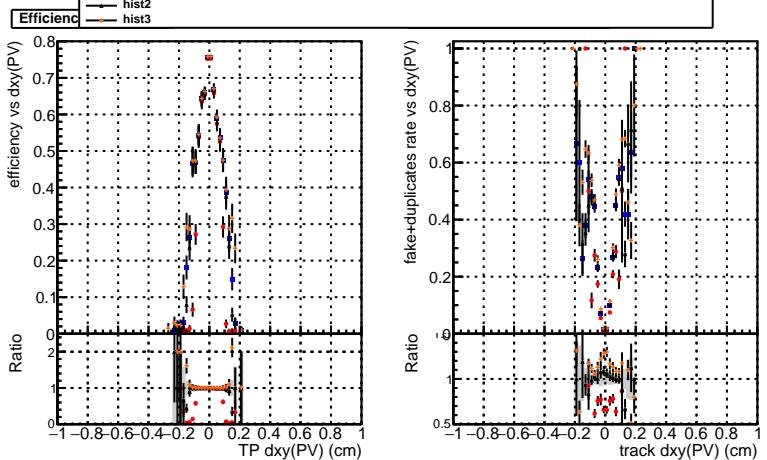 hist2
Efficienc
hist3
efficiency vs dxy(PV)
0.8
0.7
0.6
0.5
0.4
0.3
0.2
0.1
0
Ratio
2
1
0
−1 −0.8 −0.6 −0.4 −0.2 0 0.2 0.4 0.6 0.8 1
TP dxy(PV) (cm)
fake+duplicates rate vs dxy(PV)
1
0.8
0.6
0.4
0.2
Ratio
1
0.5
−1 −0.8 −0.6 −0.4 −0.2 0 0.2 0.4 0.6 0.8 1
track dxy(PV) (cm)